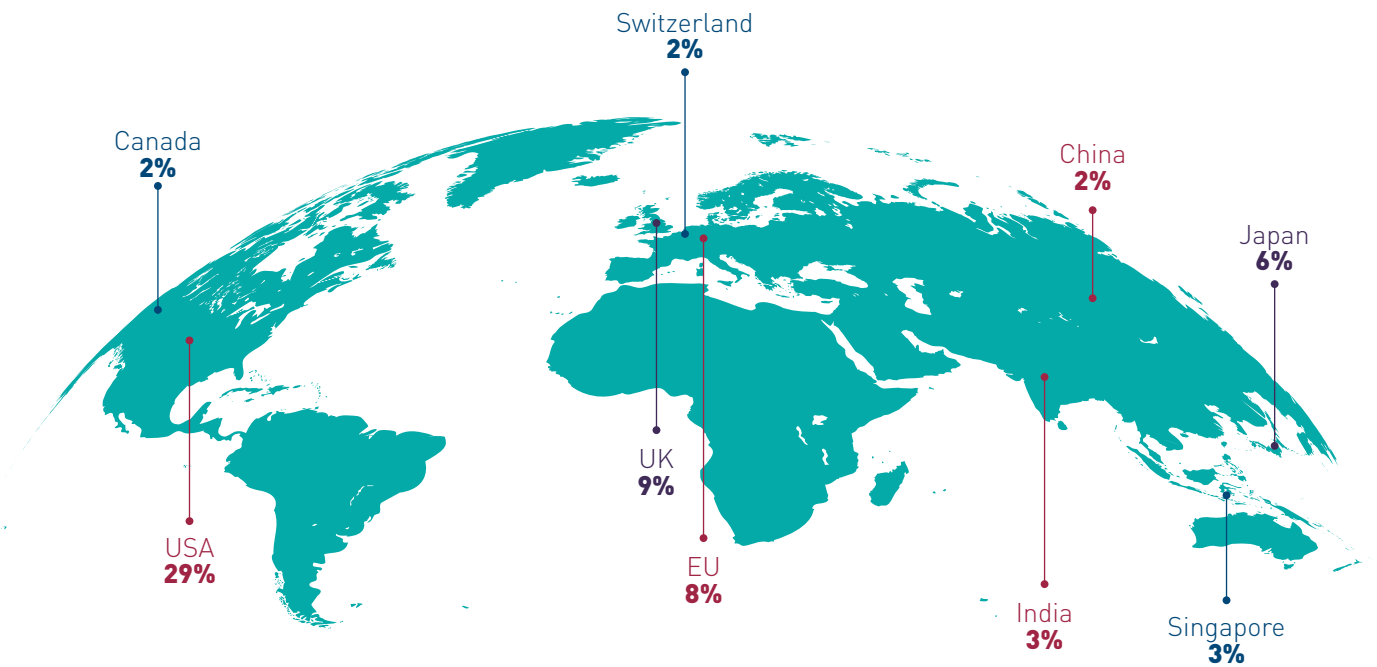 Switzerland
2%
Canada
2%
China
2%
Japan
6%
UK
9%
USA
29%
EU
8%
India
3%
Singapore
3%